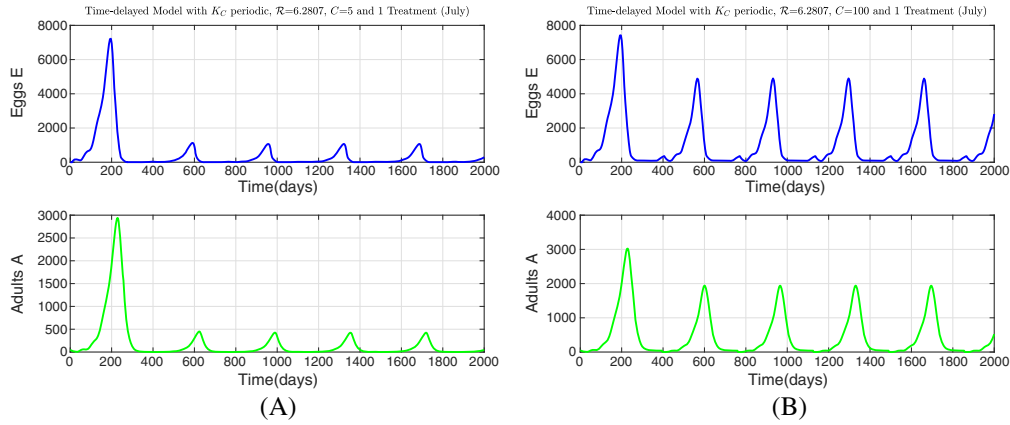 Time-delayed Model with K_C periodic, ℛ=6.2807, C=5 and 1 Treatment (July)
8000
6000
4000
2000
0
Eggs E
0 200 400 600 800 1000 1200 1400 1600 1800 2000
Time(days)
3000
2500
2000
1500
1000
500
0
Adults A
0 200 400 600 800 1000 1200 1400 1600 1800 2000
Time(days)
(A)
Time-delayed Model with K_C periodic, ℛ=6.2807, C=100 and 1 Treatment (July)
8000
6000
4000
2000
0
Eggs E
0 200 400 600 800 1000 1200 1400 1600 1800 2000
Time(days)
4000
3000
2000
1000
0
Adults A
0 200 400 600 800 1000 1200 1400 1600 1800 2000
Time(days)
(B)